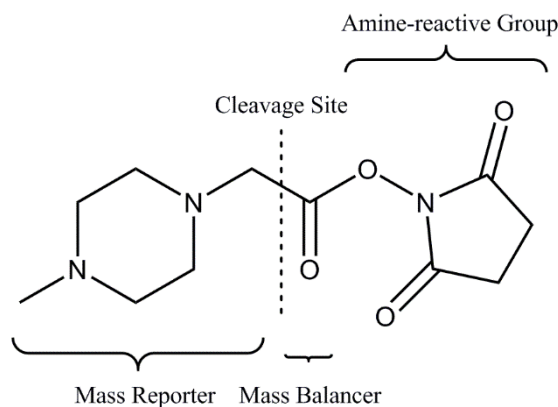 Amine-reactive Group
Cleavage Site
O
O
N
N
O
N
O
Mass Reporter
Mass Balancer